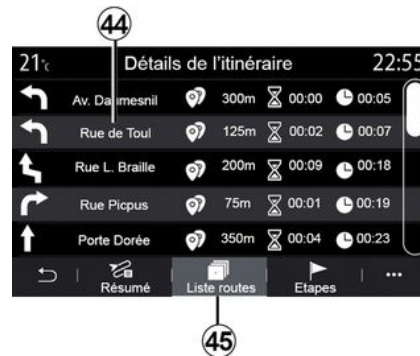 44
21°c Détails de l'itinéraire 22:55
Av. Daumesnil 300m 00:00 00:05
Rue de Toul 125m 00:02 00:07
Rue L. Braille 200m 00:09 00:18
Rue Picpus 75m 00:01 00:19
Porte Dorée 350m 00:04 00:23
Résumé Liste routes Etapes ...
45